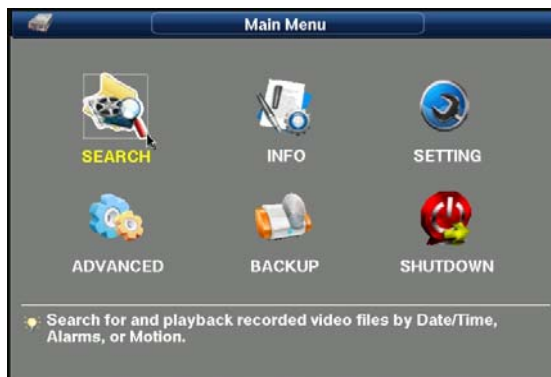 Main Menu
SEARCH INFO SETTING
ADVANCED BACKUP SHUTDOWN
Search for and playback recorded video files by Date/Time,
Alarms, or Motion.